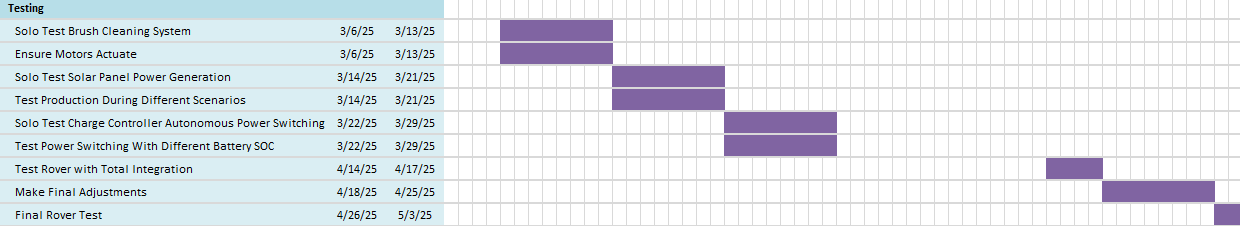 Testing
Solo Test Brush Cleaning System 3/6/25 3/13/25
Ensure Motors Actuate 3/6/25 3/13/25
Solo Test Solar Panel Power Generation 3/14/25 3/21/25
Test Production During Different Scenarios 3/14/25 3/21/25
Solo Test Charge Controller Autonomous Power Switching 3/22/25 3/29/25
Test Power Switching With Different Battery SOC 3/22/25 3/29/25
Test Rover with Total Integration 4/14/25 4/17/25
Make Final Adjustments 4/18/25 4/25/25
Final Rover Test 4/26/25 5/3/25